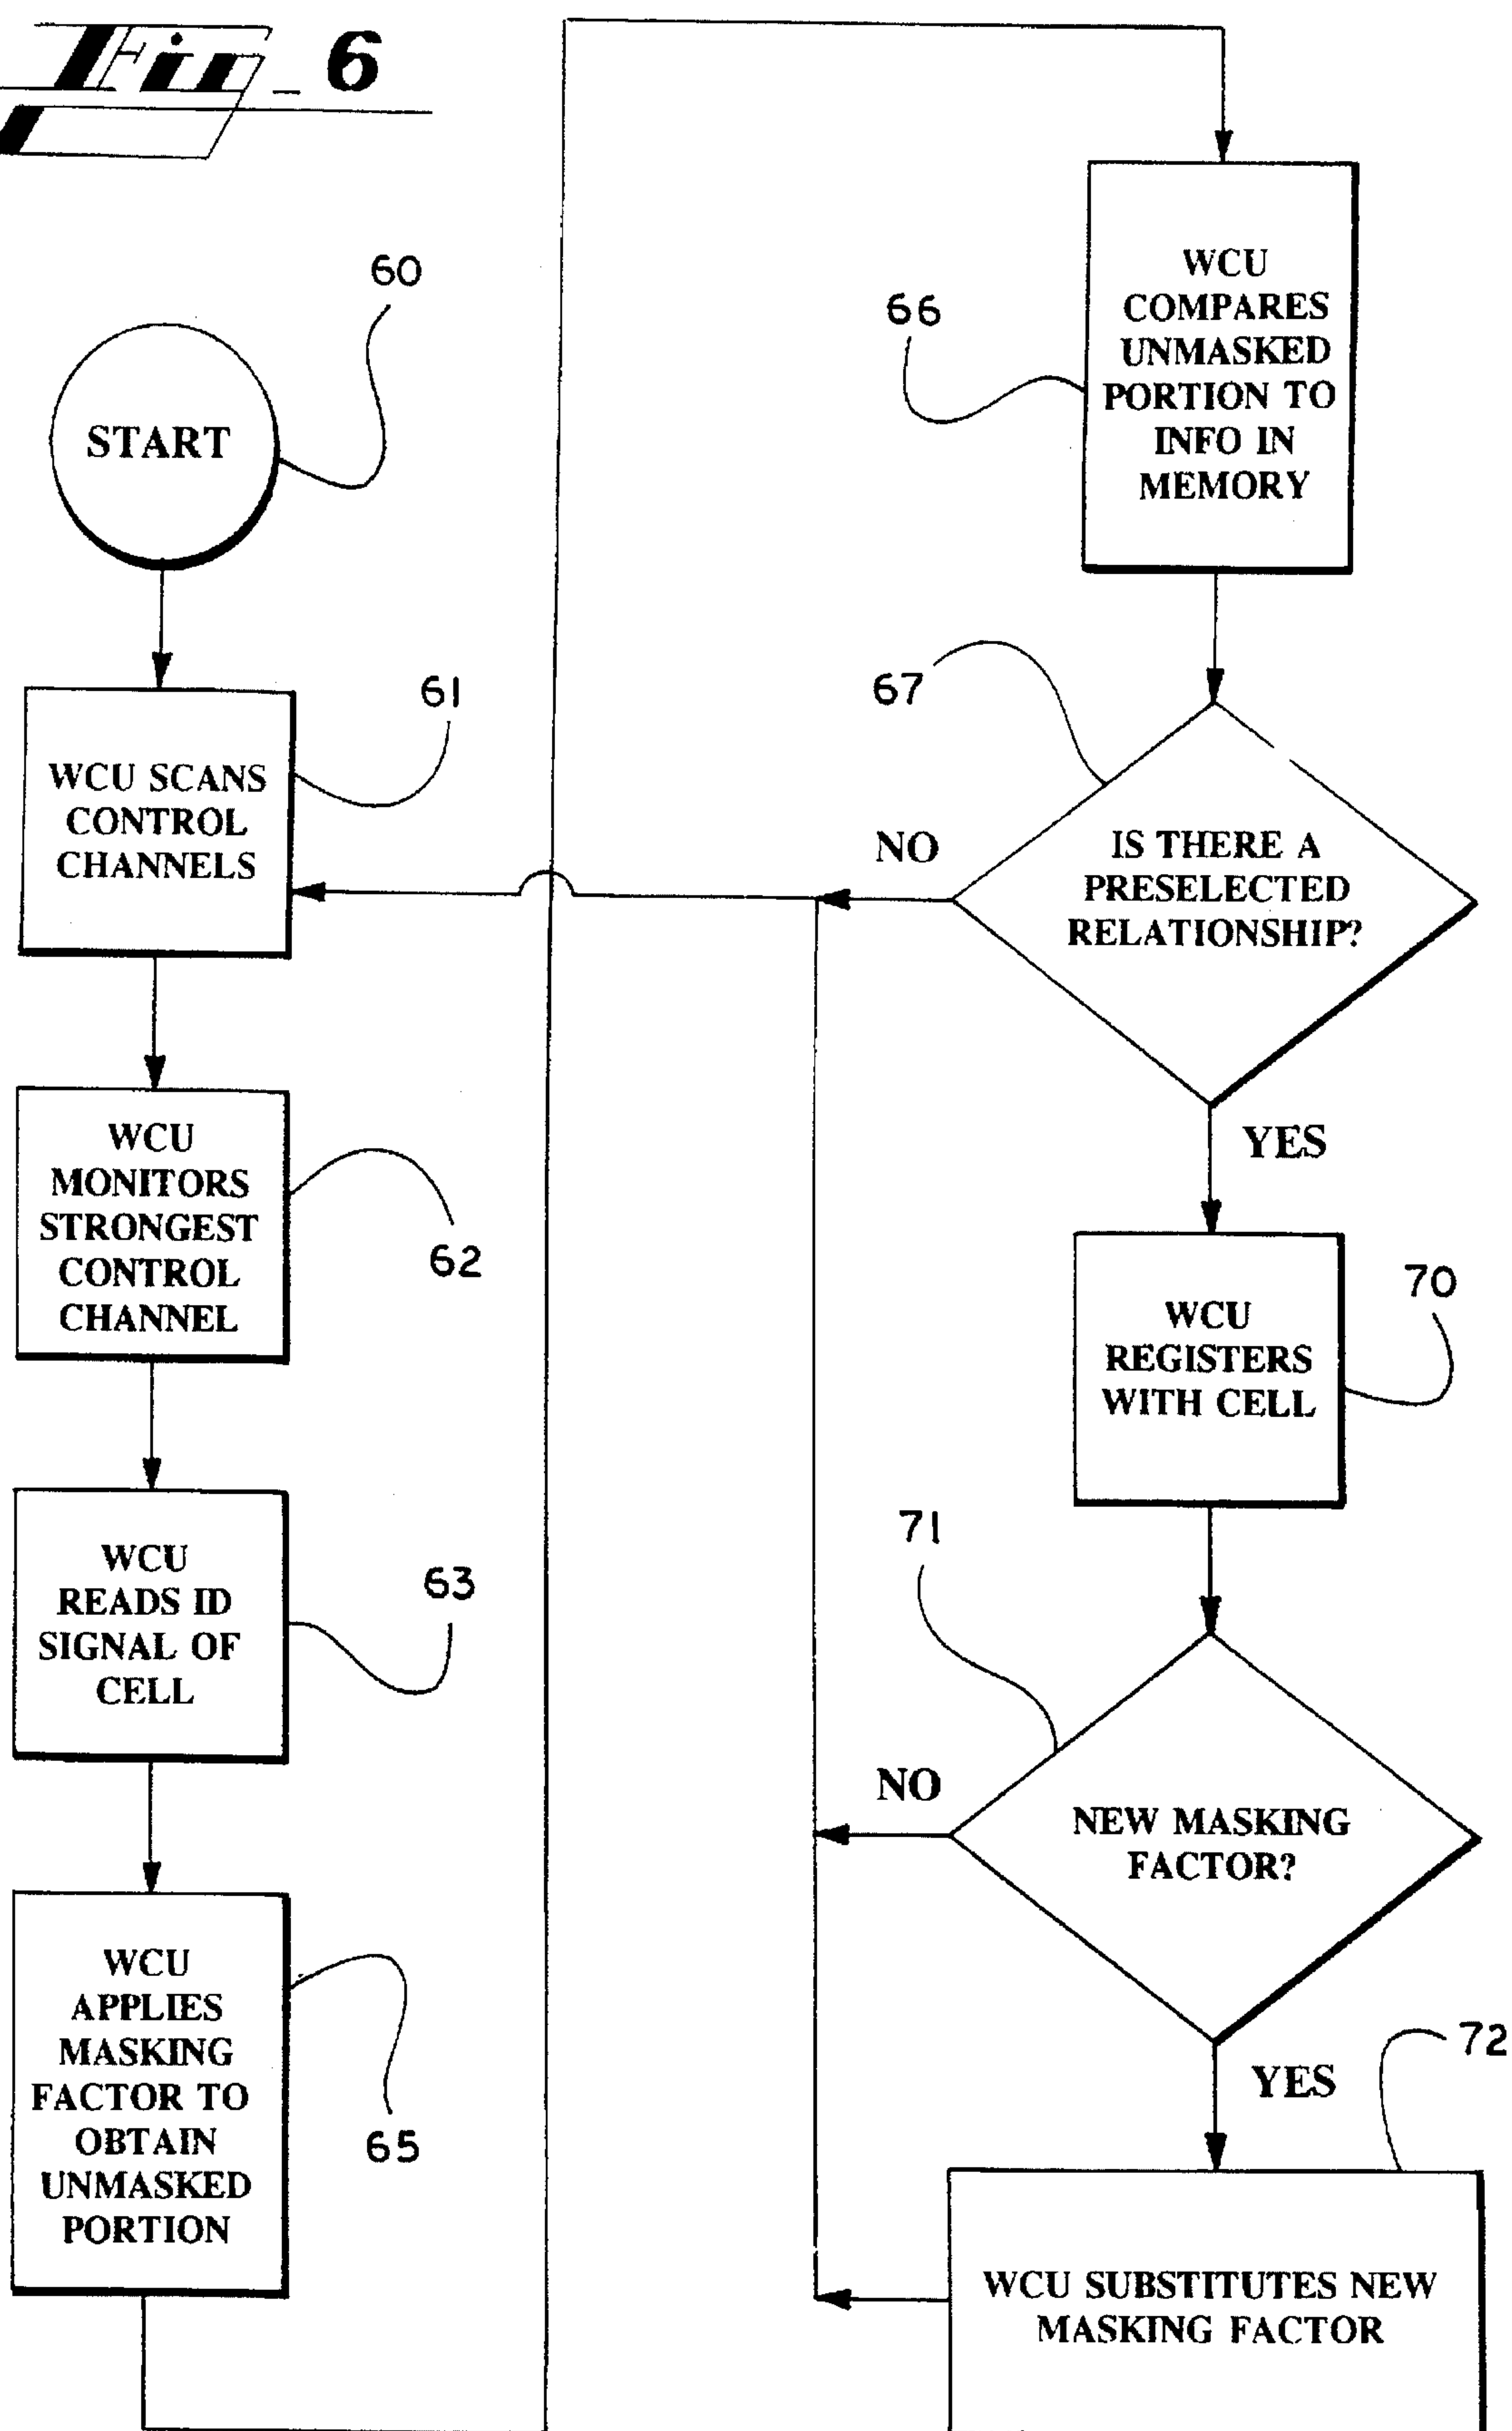 Fig_6
60
START
61
WCU SCANS
CONTROL
CHANNELS
WCU
MONITORS
STRONGEST
CONTROL
CHANNEL
62
WCU
READS ID
SIGNAL OF
CELL
63
WCU
APPLIES
MASKING
FACTOR TO
OBTAIN
UNMASKED
PORTION
65
66
WCU
COMPARES
UNMASKED
PORTION TO
INFO IN
MEMORY
67
NO
IS THERE A
PRESELECTED
RELATIONSHIP?
YES
70
WCU
REGISTERS
WITH CELL
71
NO
NEW MASKING
FACTOR?
YES
72
WCU SUBSTITUTES NEW
MASKING FACTOR